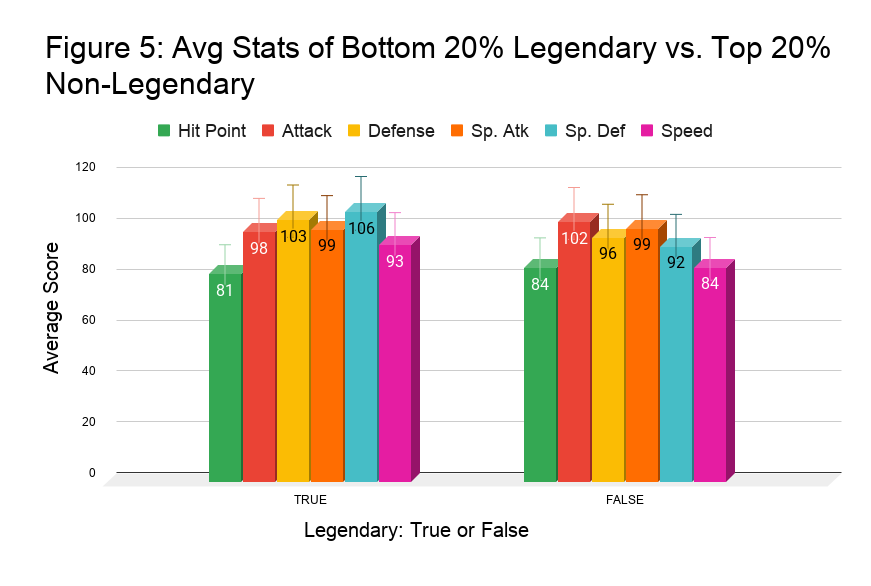 Figure 5: Avg Stats of Bottom 20% Legendary vs. Top 20%
Non-Legendary
Hit Point Attack Defense Sp. Atk Sp. Def Speed
120
100
80
60
40
20
0
Average Score
81 98 103 99 106 93
84 102 96 99 92 84
TRUE FALSE
Legendary: True or False